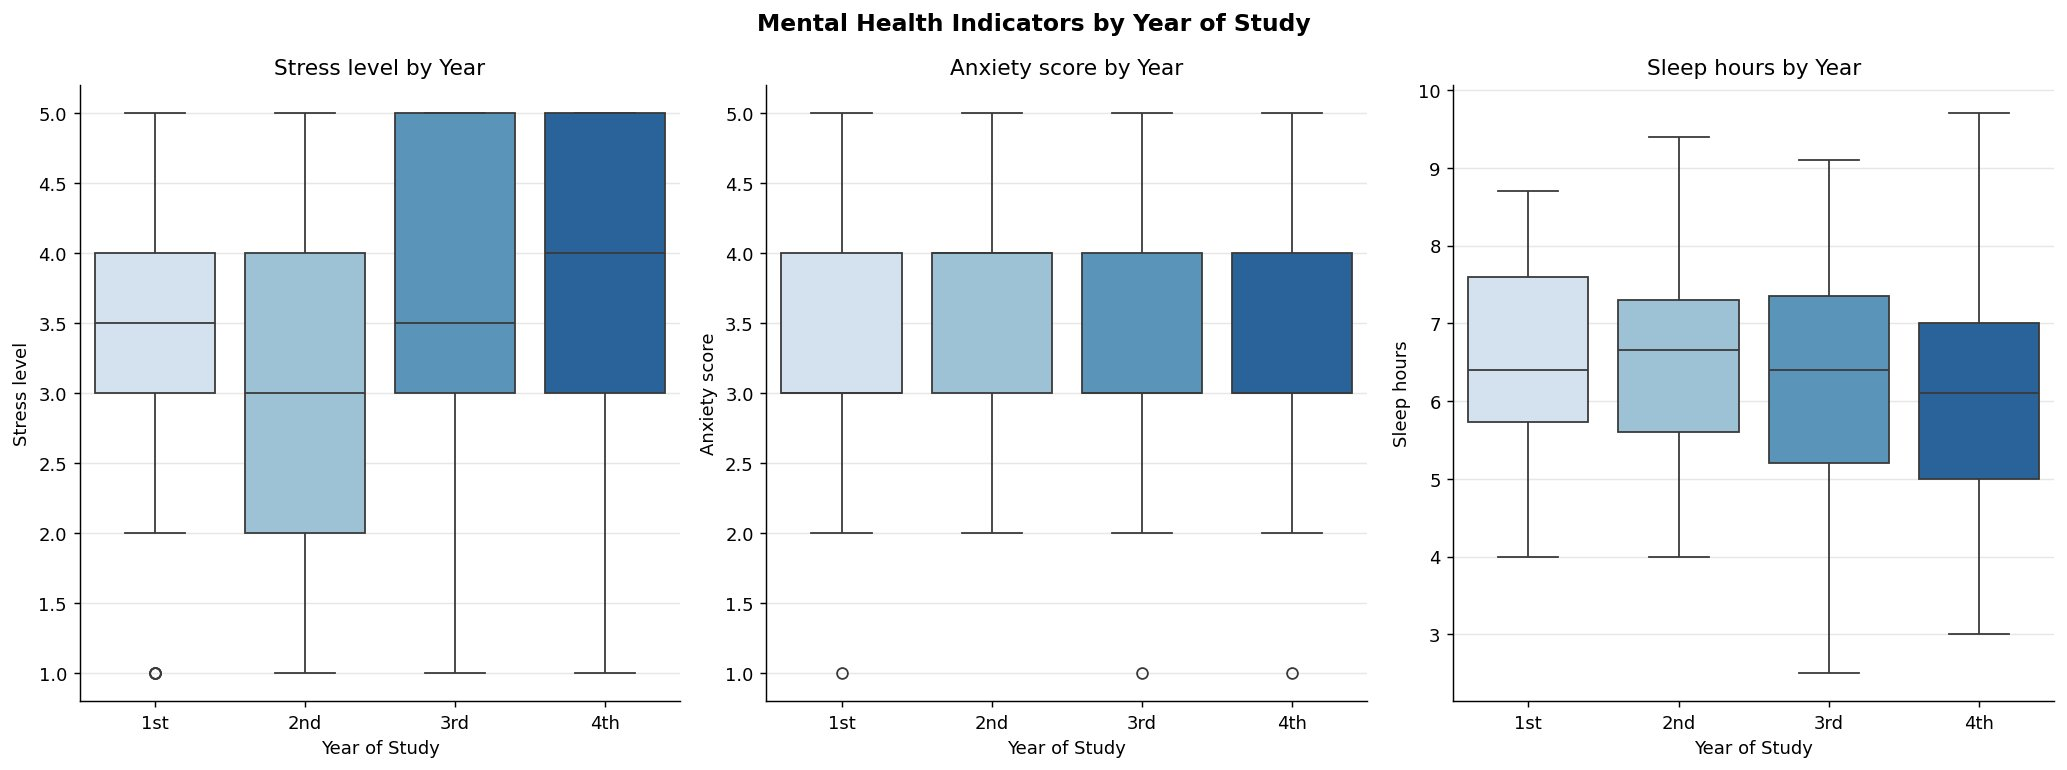 Mental Health Indicators by Year of Study
Stress level by Year
Stress level
5.0
4.5
4.0
3.5
3.0
2.5
2.0
1.5
1.0
1st 2nd 3rd 4th
Year of Study
Anxiety score by Year
Anxiety score
5.0
4.5
4.0
3.5
3.0
2.5
2.0
1.5
1.0
1st 2nd 3rd 4th
Year of Study
Sleep hours by Year
Sleep hours
10
9
8
7
6
5
4
3
1st 2nd 3rd 4th
Year of Study